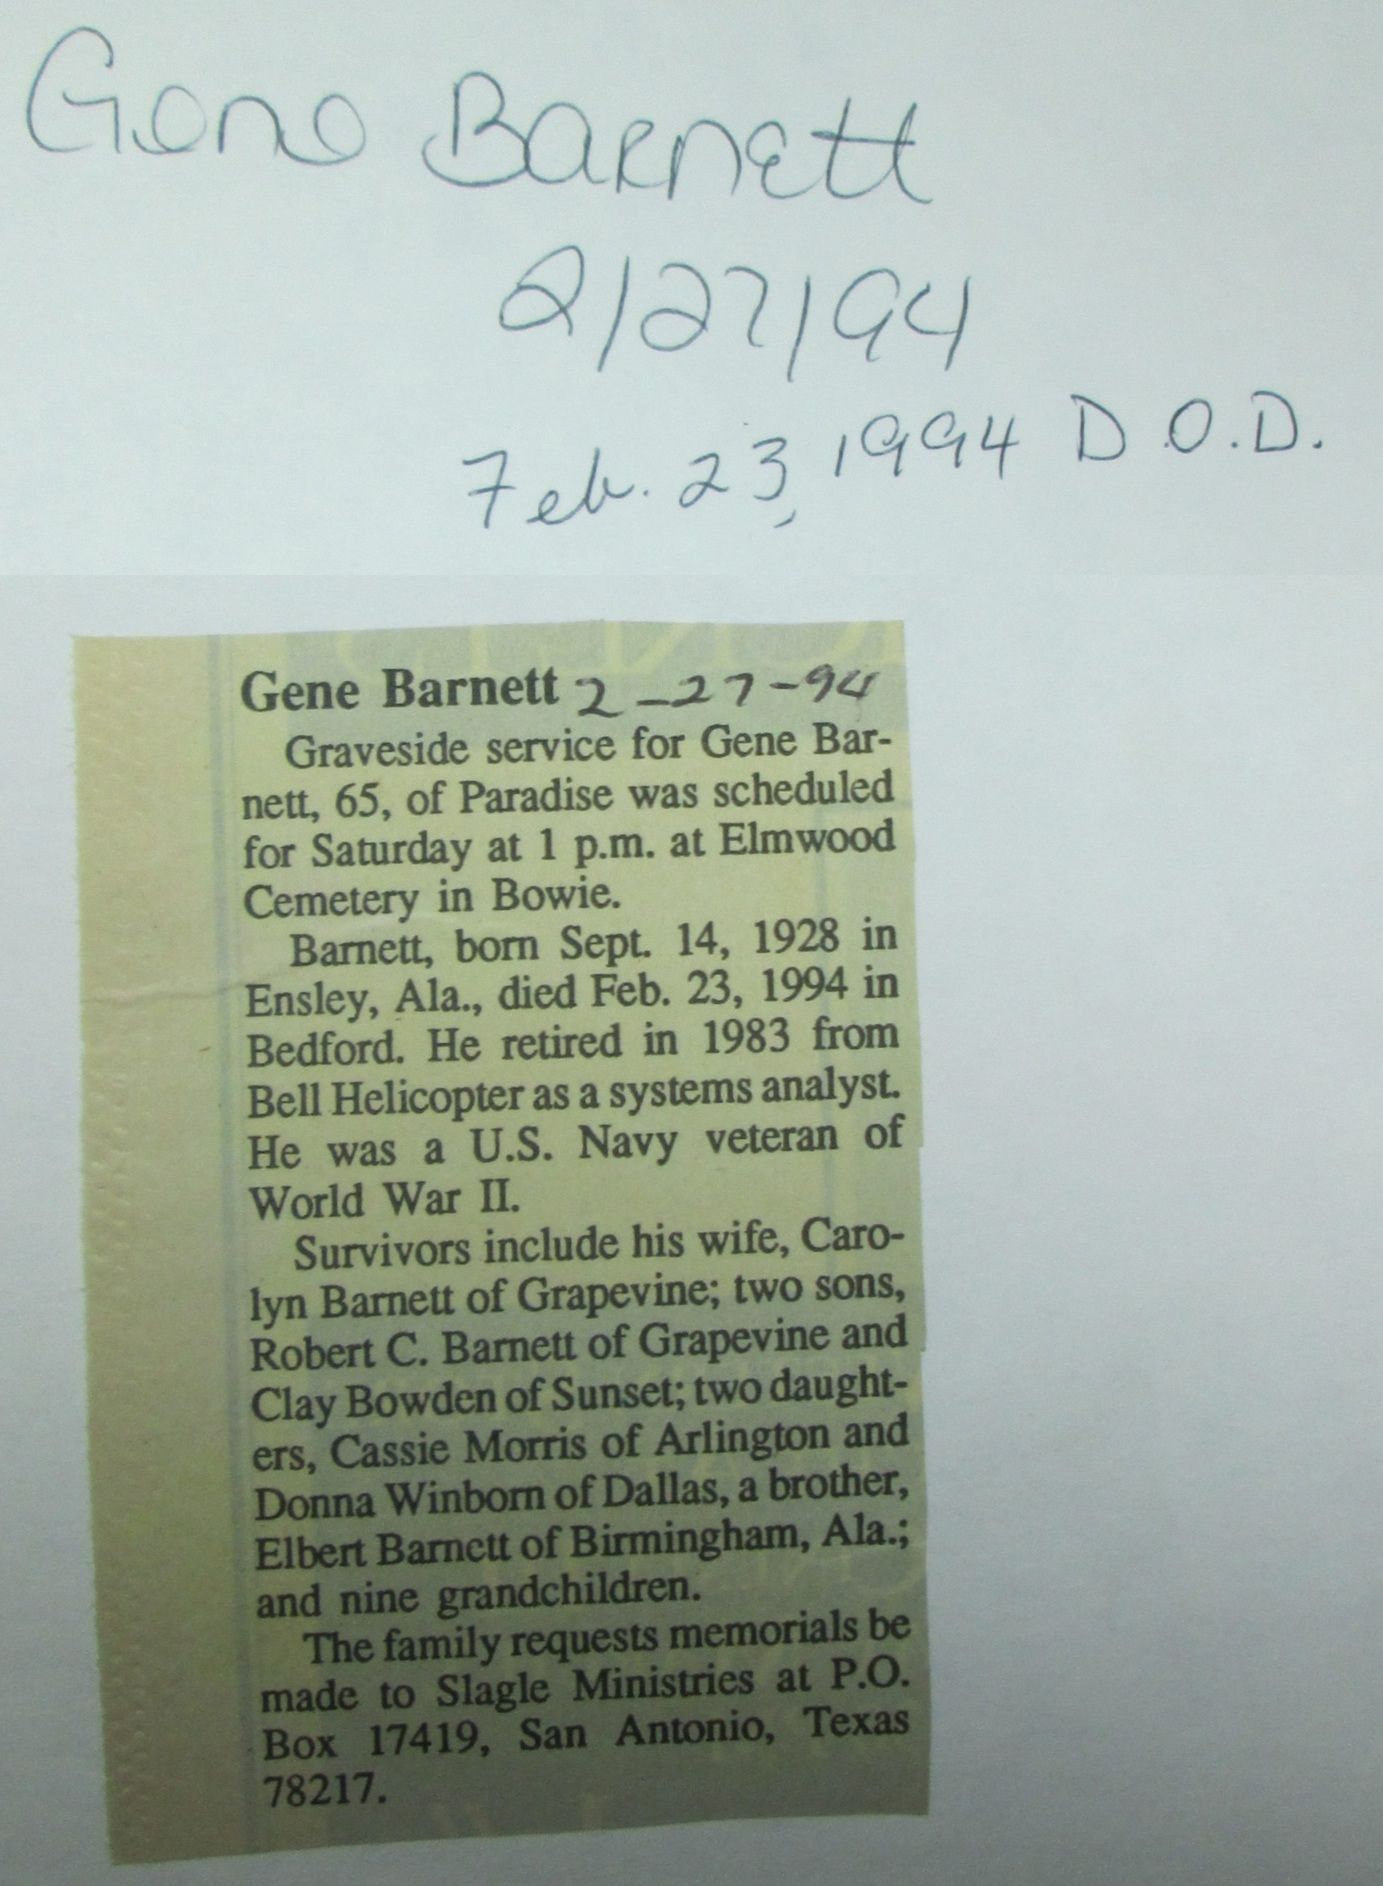 Gene Barnett
2/27/94
Feb. 23, 1994 D.O.D.
Gene Barnett 2-27-94
Graveside service for Gene Bar-
nett, 65, of Paradise was scheduled
for Saturday at 1 p.m. at Elmwood
Cemetery in Bowie.
Barnett, born Sept. 14, 1928 in
Ensley, Ala., died Feb. 23, 1994 in
Bedford. He retired in 1983 from
Bell Helicopter as a systems analyst.
He was a U.S. Navy veteran of
World War II.
Survivors include his wife, Caro-
lyn Barnett of Grapevine; two sons,
Robert C. Barnett of Grapevine and
Clay Bowden of Sunset; two daught-
ers, Cassie Morris of Arlington and
Donna Winborn of Dallas, a brother,
Elbert Barnett of Birmingham, Ala.;
and nine grandchildren.
The family requests memorials be
made to Slagle Ministries at P.O.
Box 17419, San Antonio, Texas
78217.